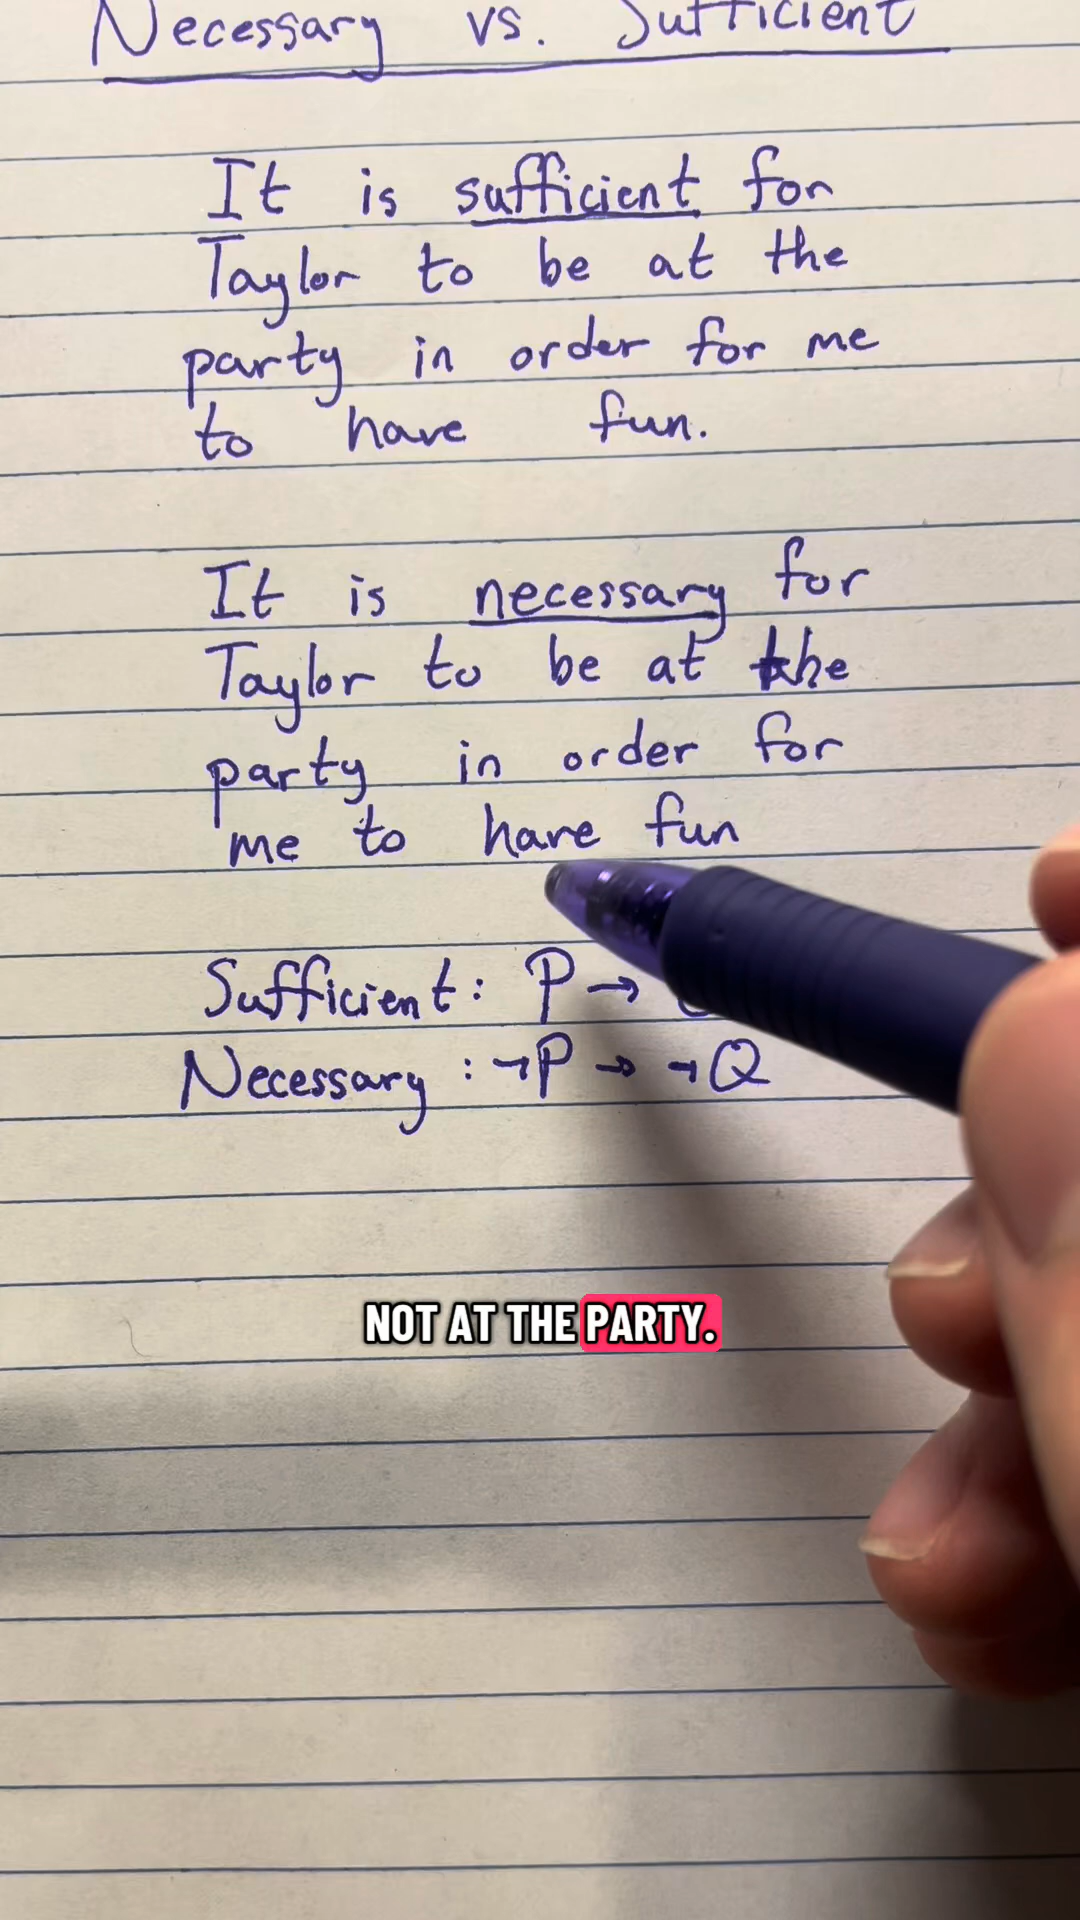 Necessary vs. Sufficient
It is sufficient for
Taylor to be at the
party in order for me
to have fun.
It is necessary for
Taylor to be at the
party in order for
me to have fun
Sufficient: P →
Necessary: ¬P → ¬Q
NOT AT THE PARTY.